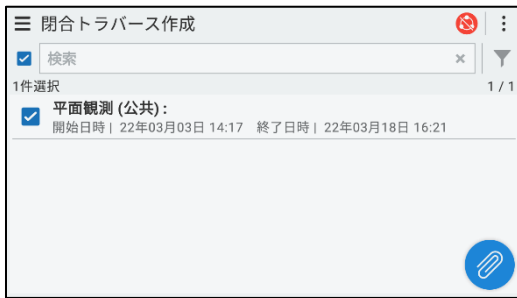 閉合トラバース作成
検索
1件選択 1 / 1
平面観測 (公共) :
開始日時 | 22年03月03日 14:17 終了日時 | 22年03月18日 16:21